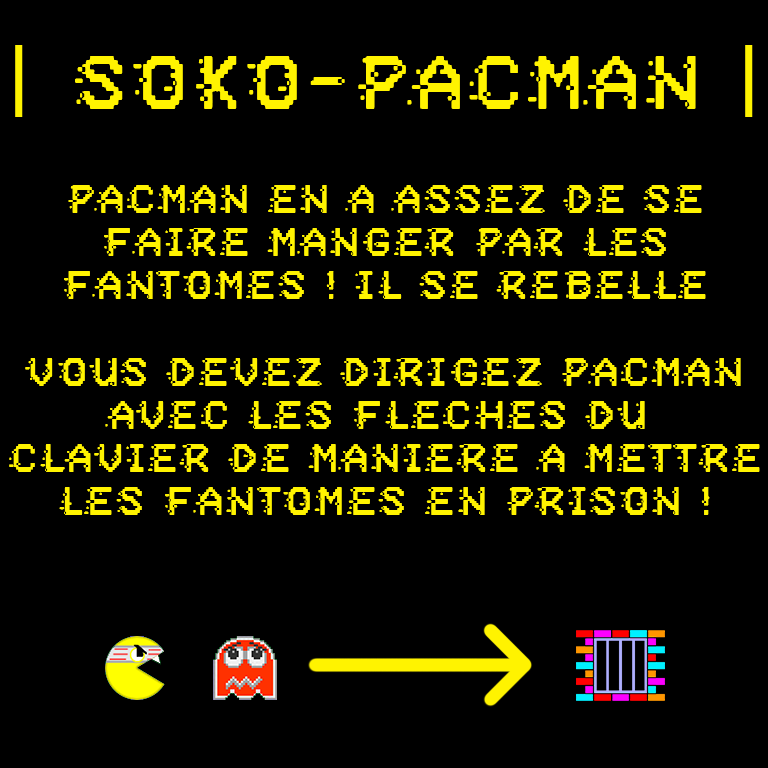 | SOKO-PACMAN |
PACMAN EN A ASSEZ DE SE
FAIRE MANGER PAR LES
FANTOMES ! IL SE REBELLE
VOUS DEVEZ DIRIGEZ PACMAN
AVEC LES FLECHES DU
CLAVIER DE MANIERE A METTRE
LES FANTOMES EN PRISON !